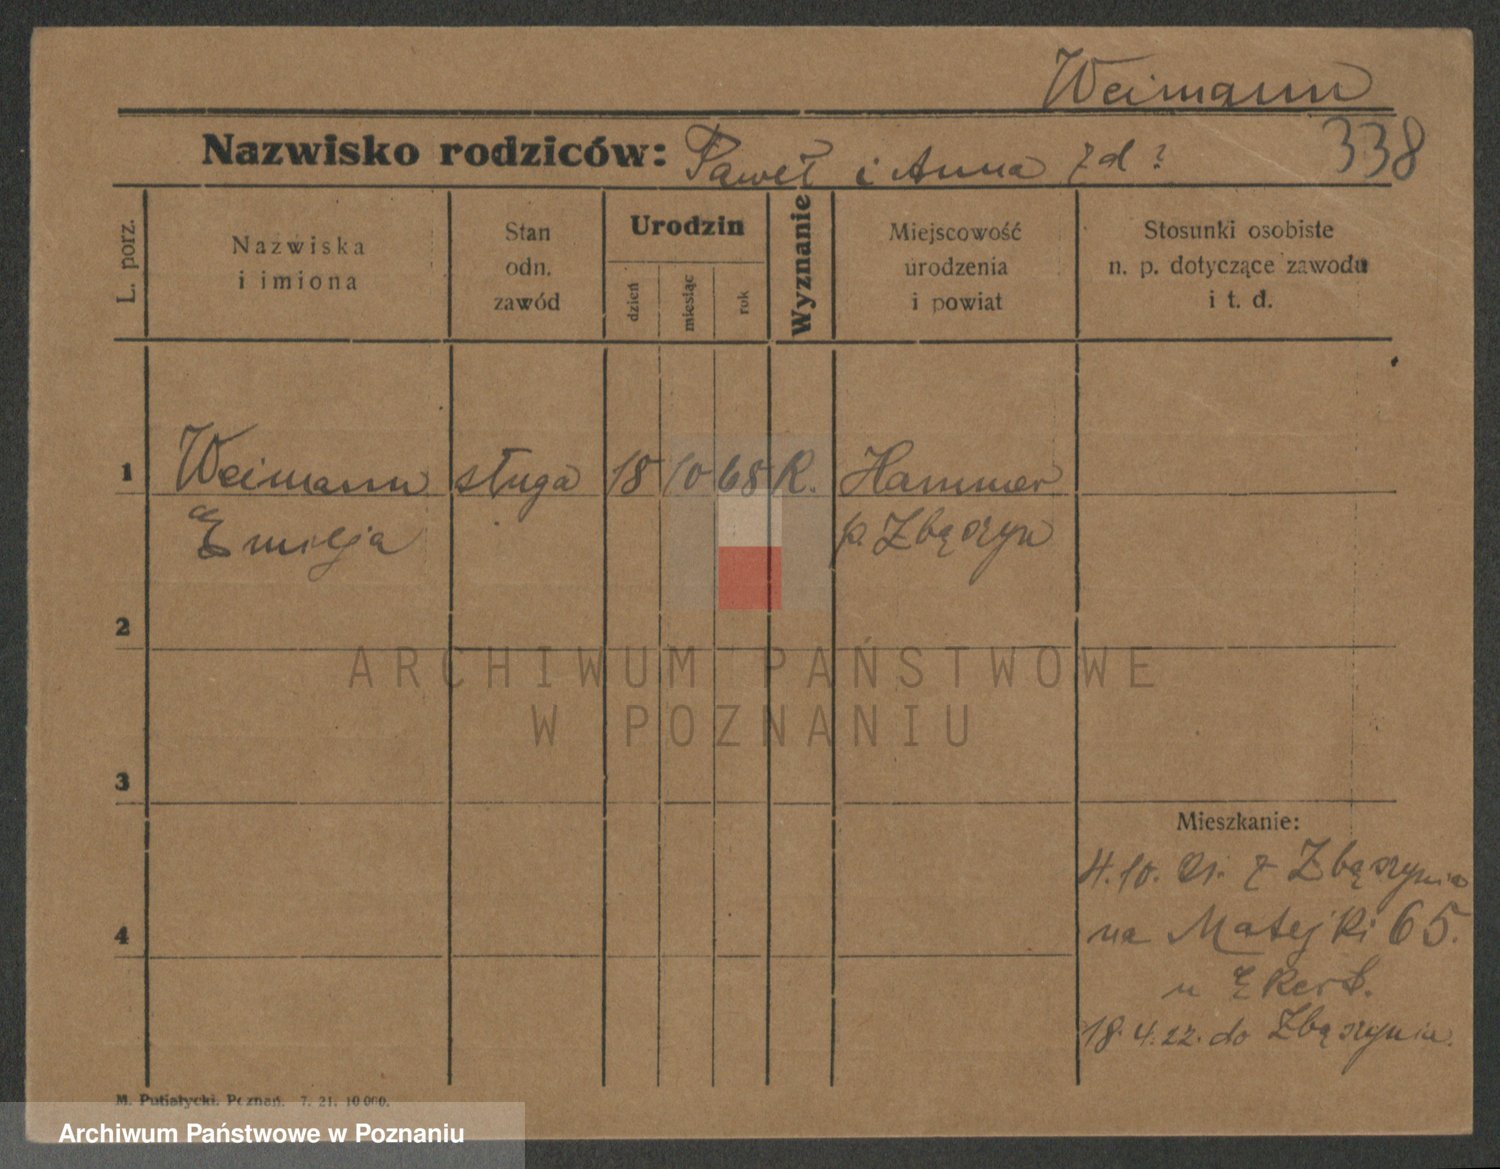 Weimann
Nazwisko rodziców: Paweł i Anna zd ?
338
L. porz.
Nazwiska
i imiona
Stan
odn.
zawód
Urodzin
dzień
miesiąc
rok
Wyznanie
Miejscowość
urodzenia
i powiat
Stosunki osobiste
n. p. dotyczące zawodu
i t. d.
1 Weimann sługa 18 10 68 R. Hammer
Emilja p. Zbąszyn
2
3
4
Mieszkanie:
4.10. 21. z Zbąszynia
na Matejki 65.
u Ekert.
18.4.22. do Zbąszynia.
M. Putiatycki. Poznań. 7. 21. 10 000.
ARCHIWUM PAŃSTWOWE
W POZNANIU
Archiwum Państwowe w Poznaniu